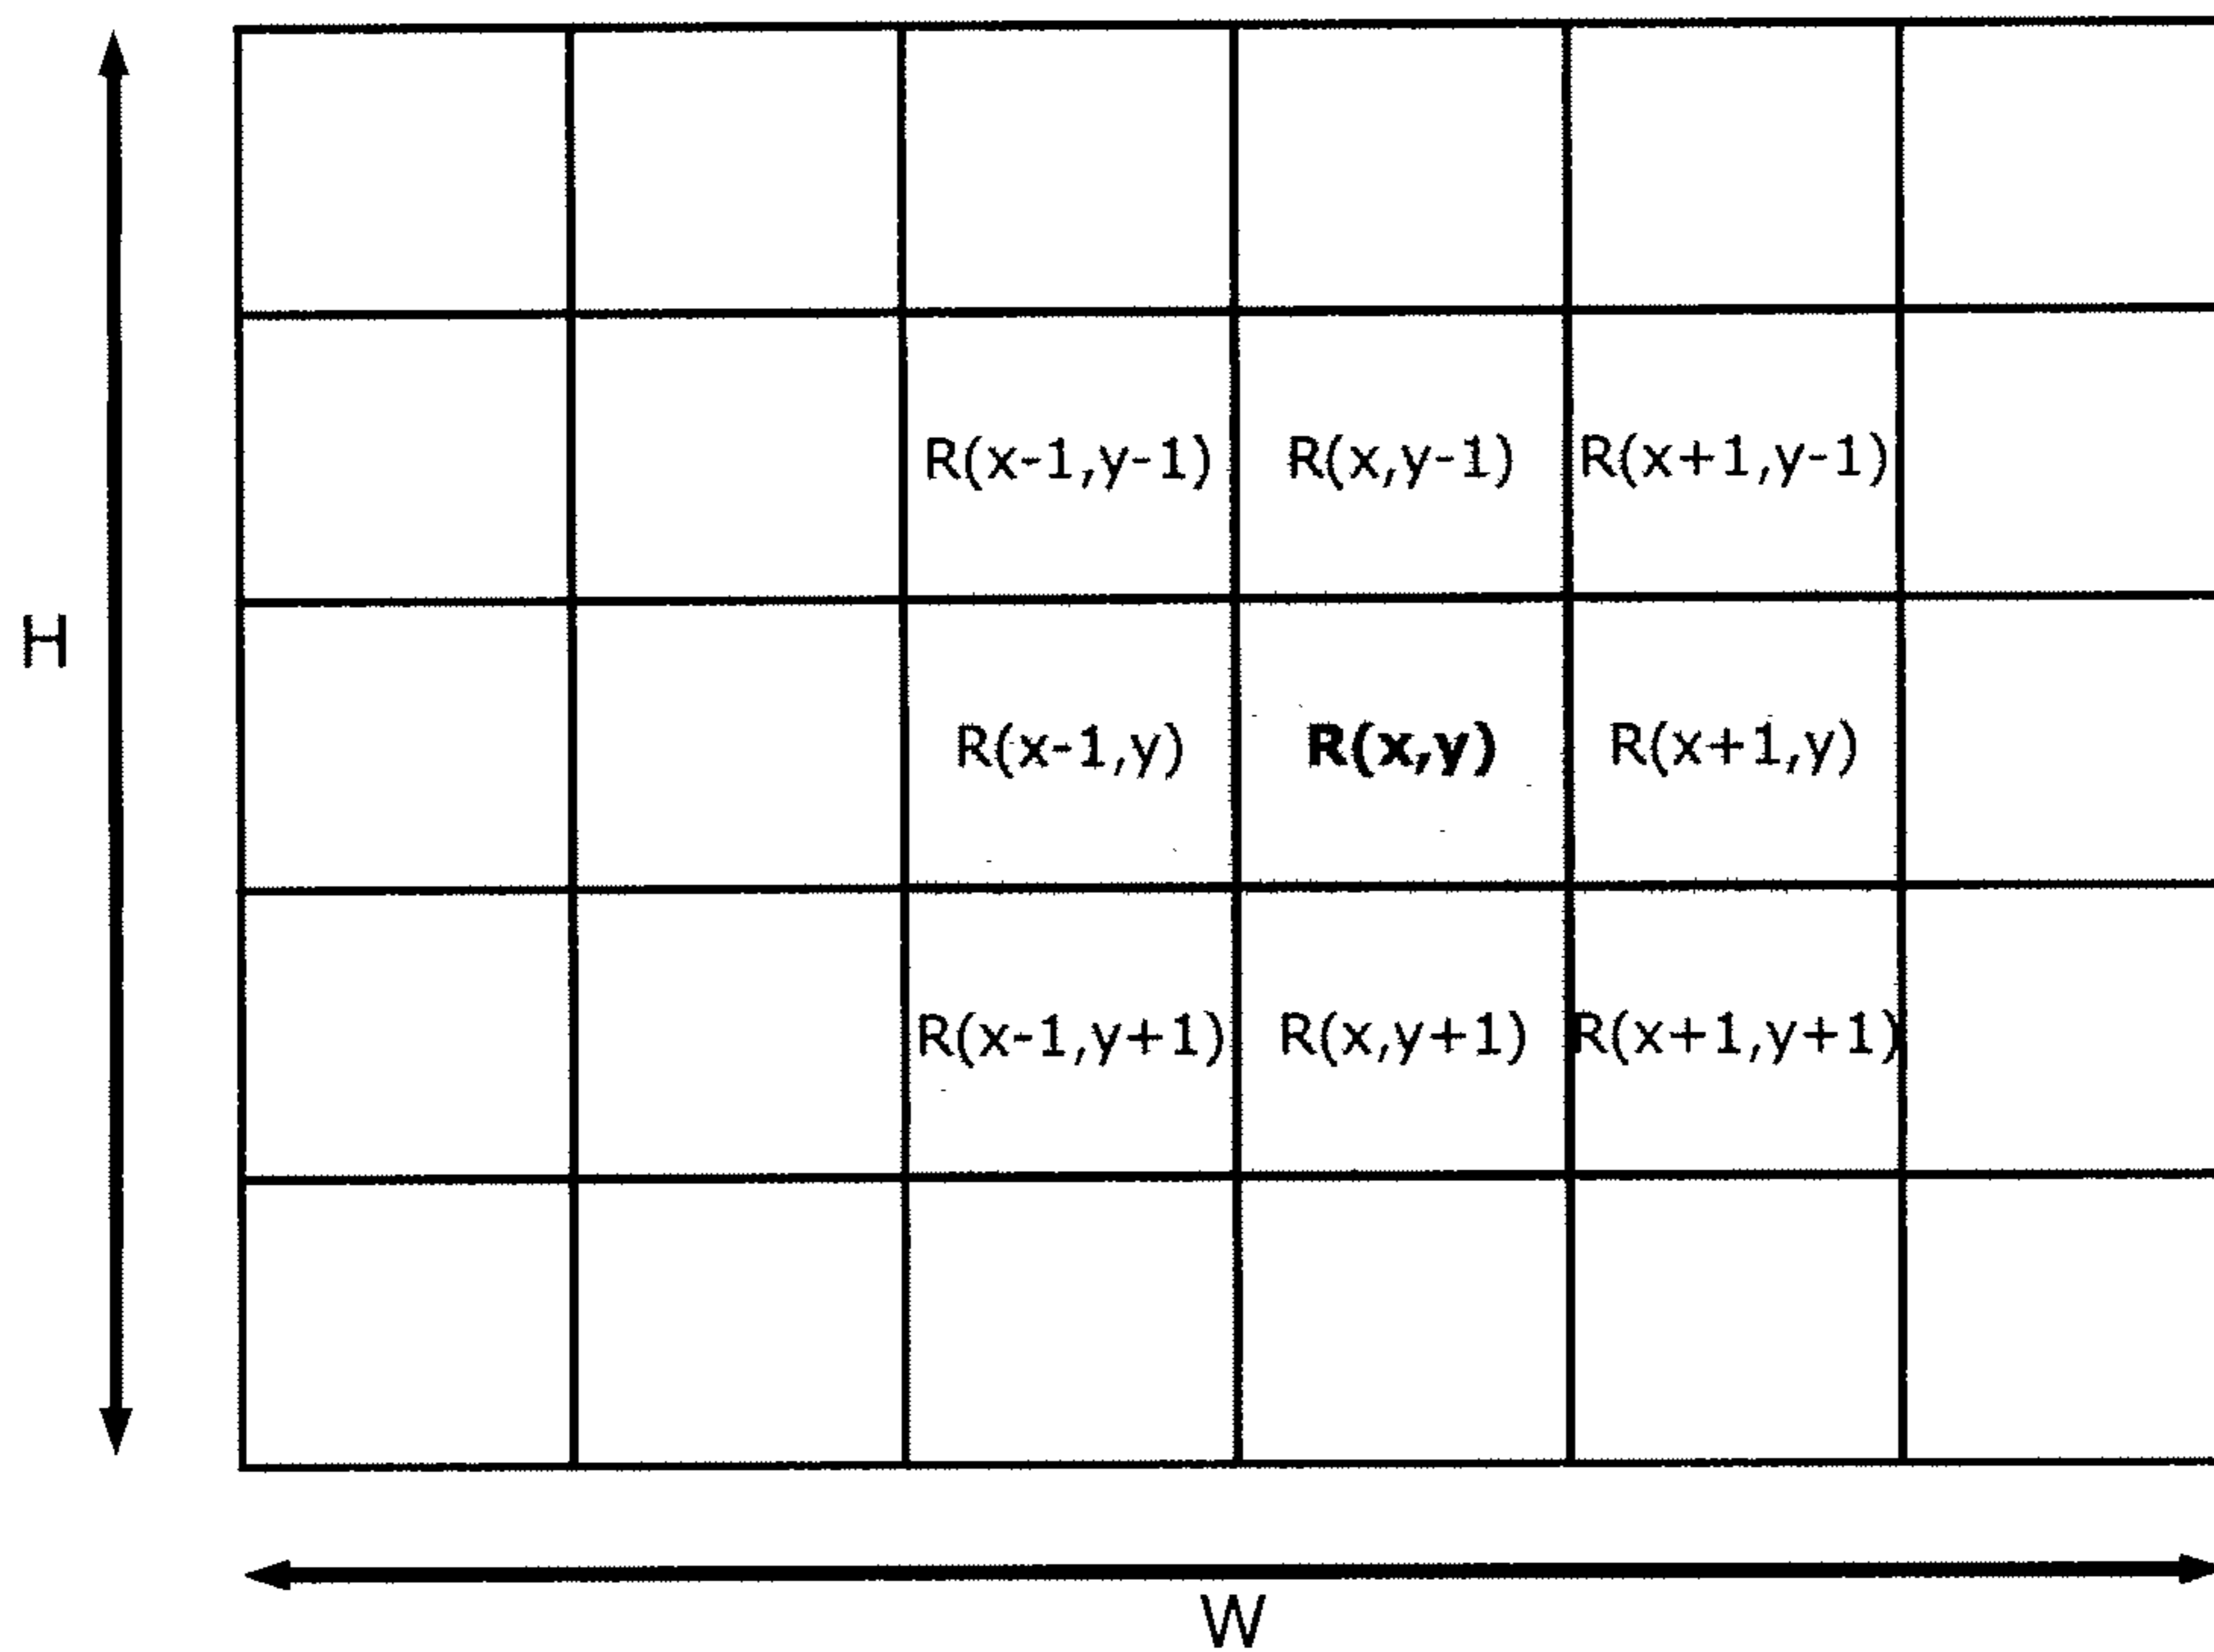 R(x-1,y-1) R(x,y-1) R(x+1,y-1)
H
R(x-1,y) R(x,y) R(x+1,y)
R(x-1,y+1) R(x,y+1) R(x+1,y+1)
W